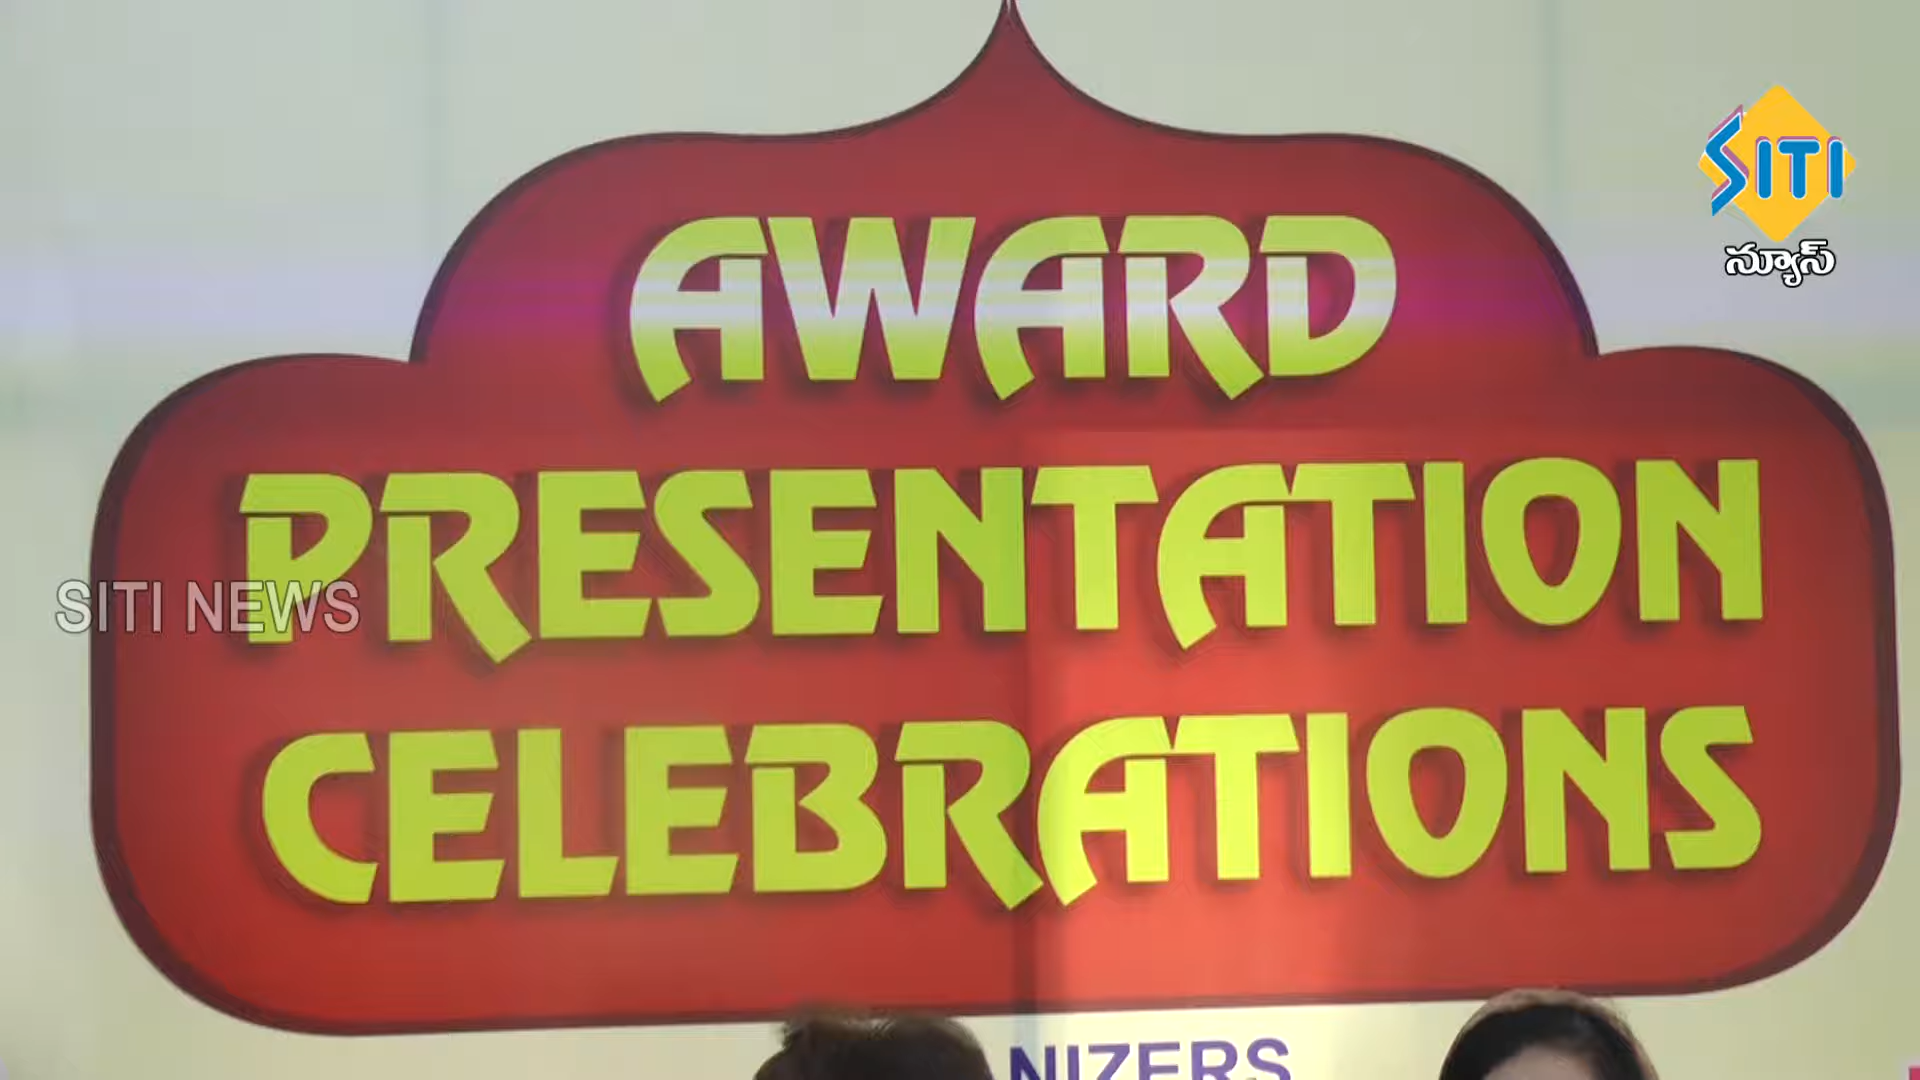 SITI
న్యూస్
AWARD
PRESENTATION
SITI NEWS
CELEBRATIONS
NIZERS